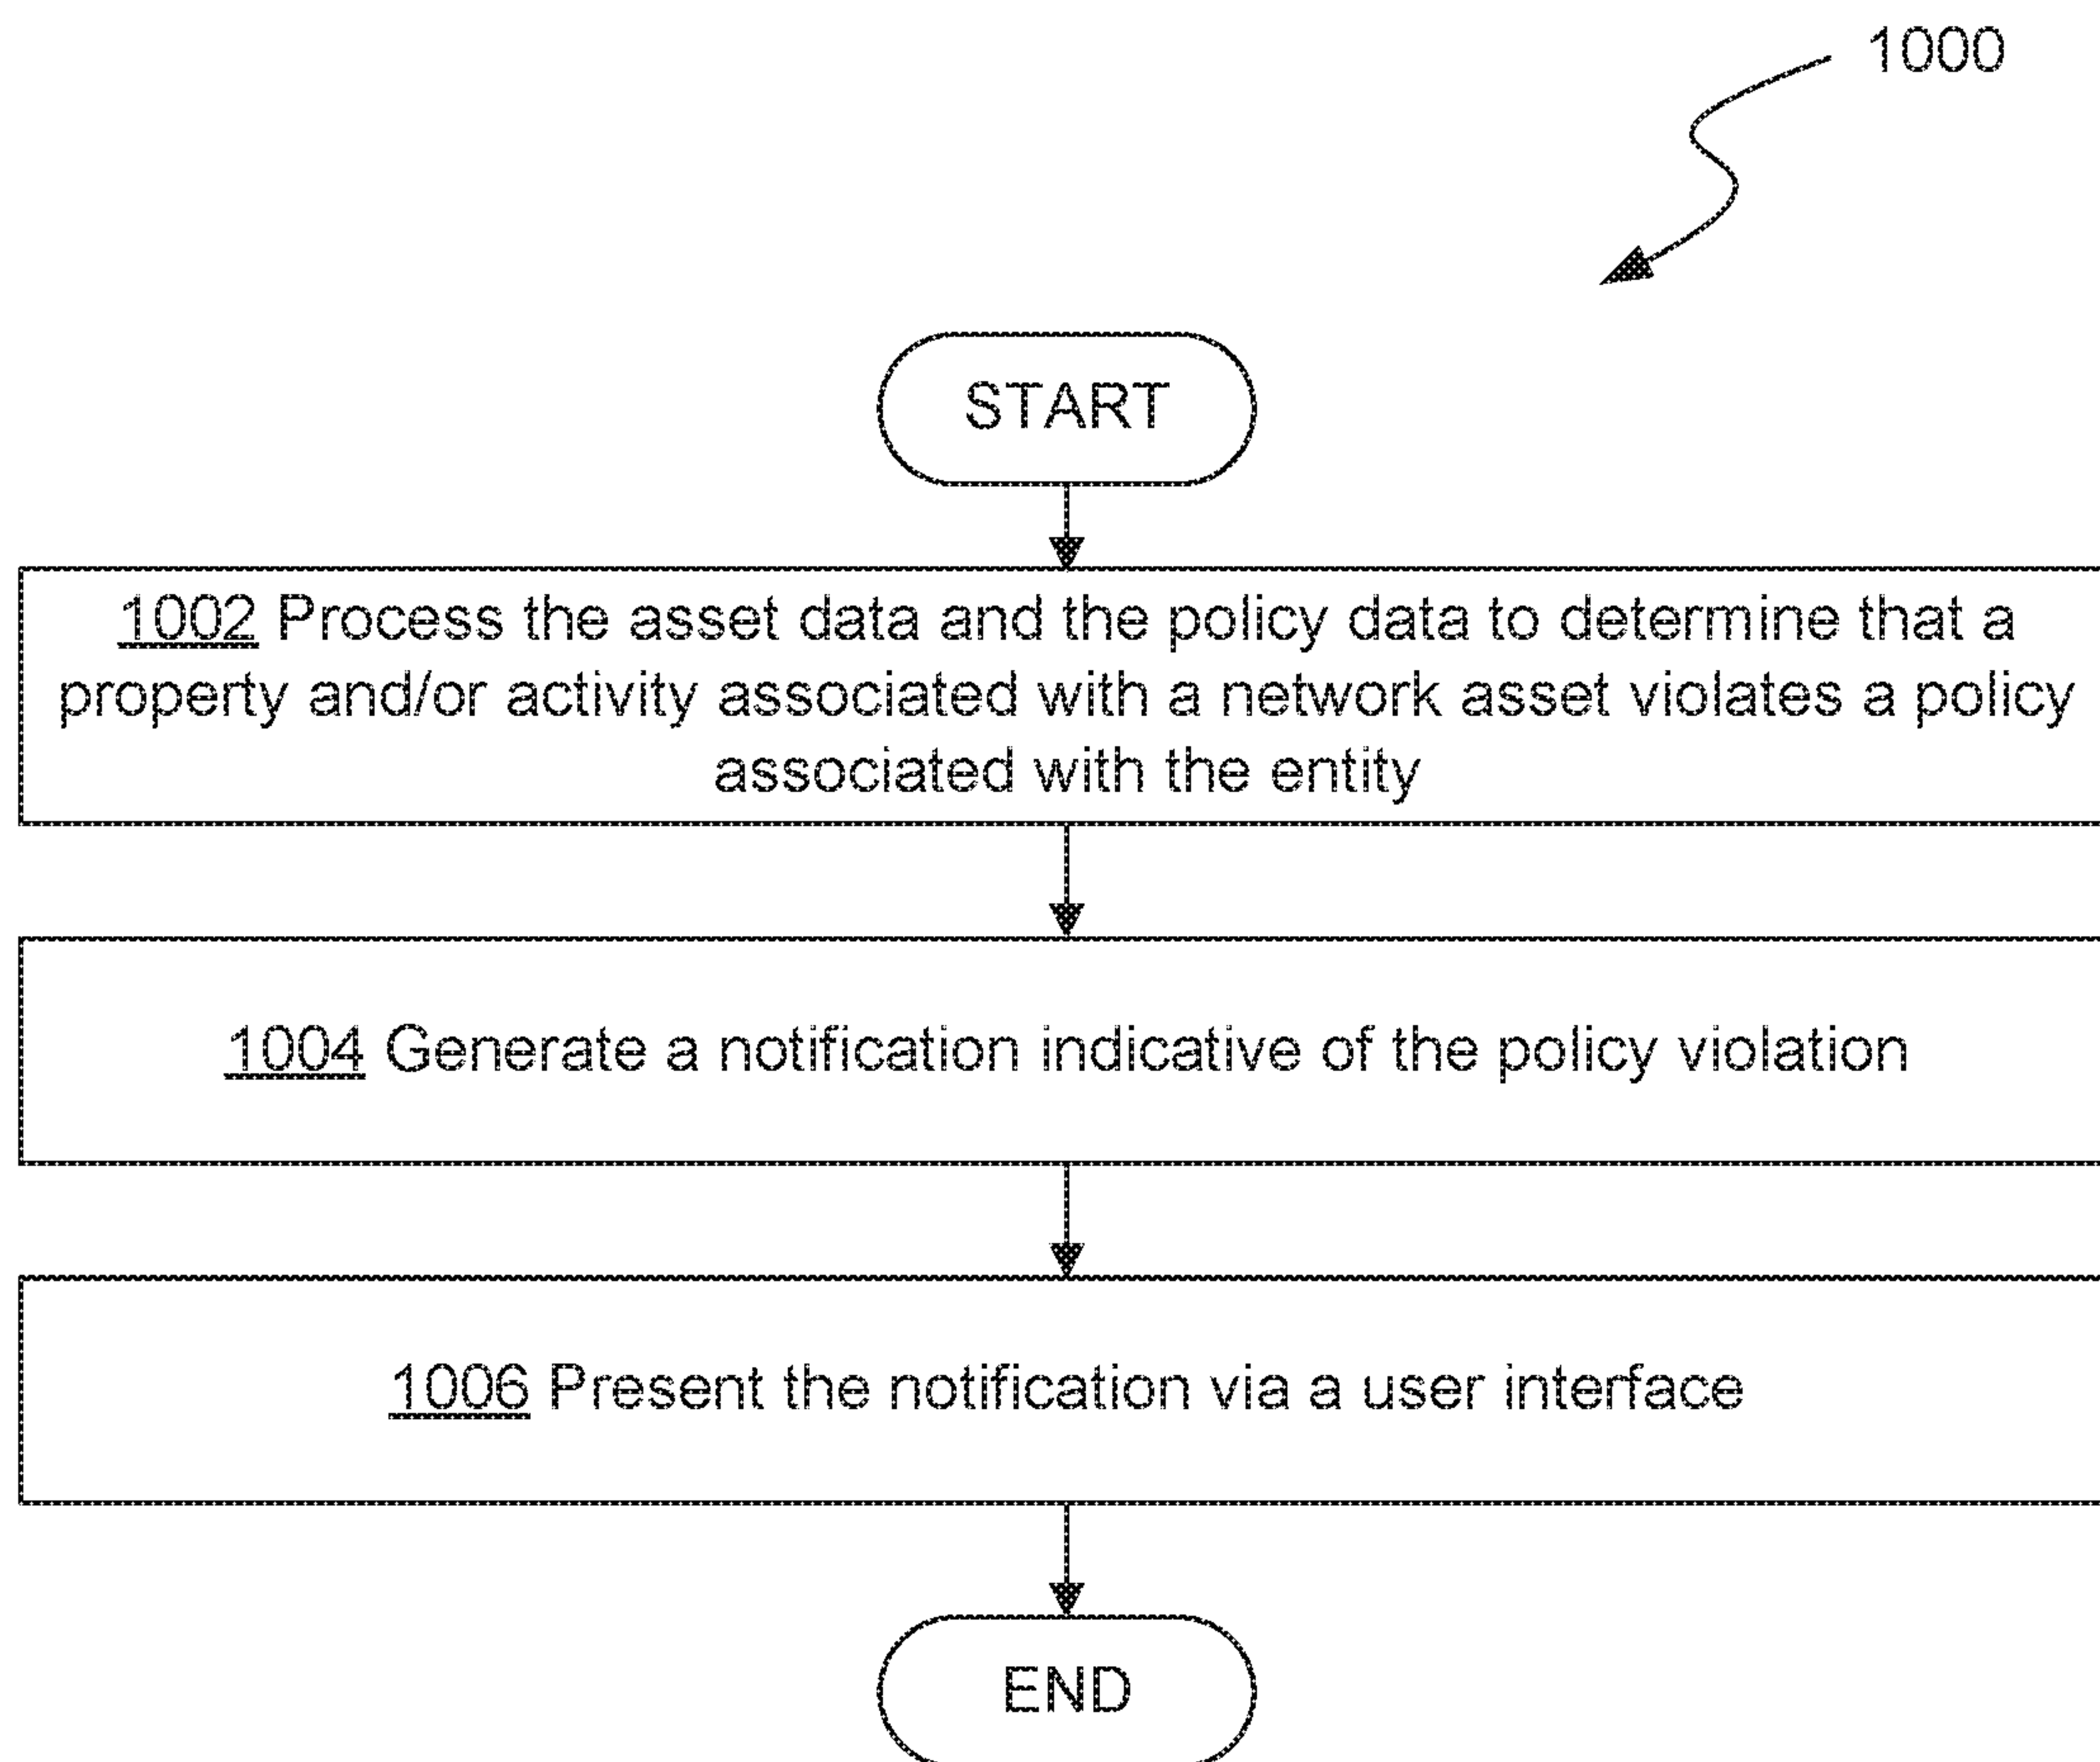 1000
START
1002 Process the asset data and the policy data to determine that a
property and/or activity associated with a network asset violates a policy
associated with the entity
1004 Generate a notification indicative of the policy violation
1006 Present the notification via a user interface
END